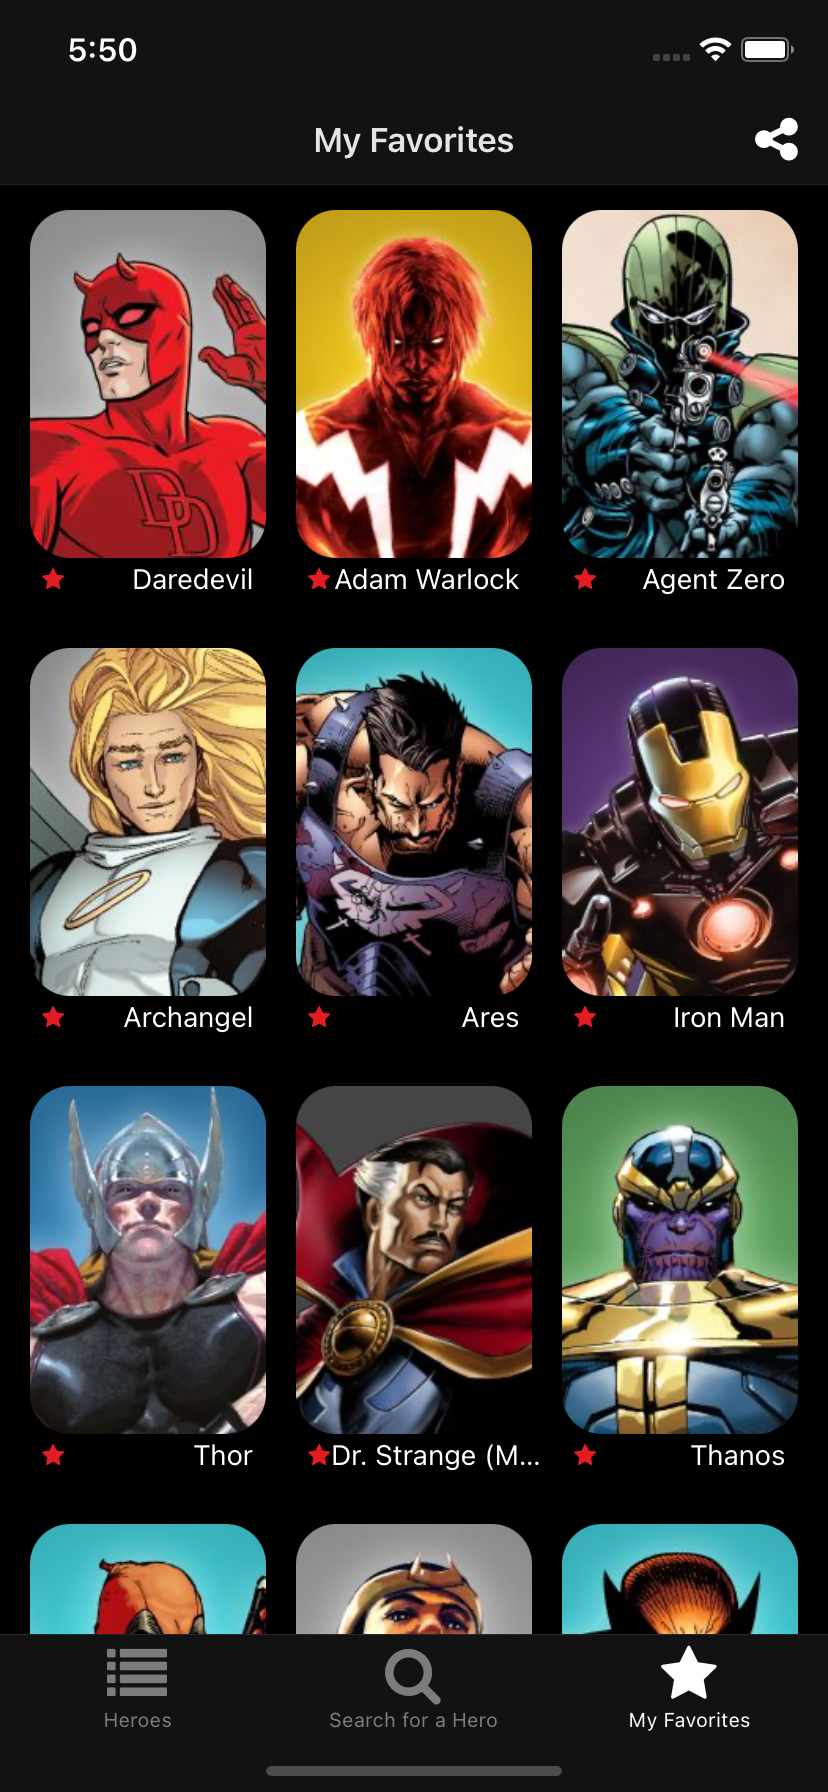 5:50
My Favorites
DD
Daredevil
Adam Warlock
Agent Zero
Archangel
Ares
Iron Man
Thor
Dr. Strange (M...
Thanos
Heroes
Search for a Hero
My Favorites